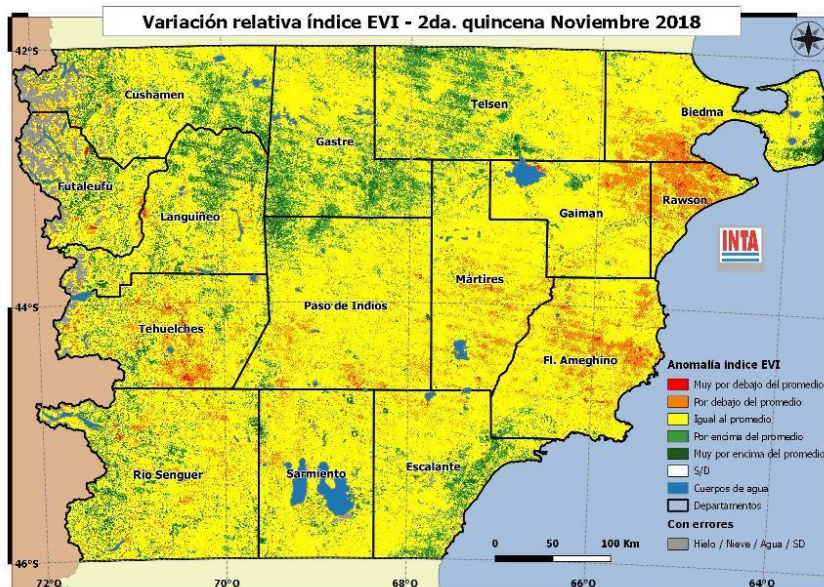 Variación relativa índice EVI - 2da. quincena Noviembre 2018
42°S
Cushamen
Telsen
Biedma
Gastre
Futaleufú
Languiñeo
Gaiman
Rawson
INTA
Mártires
44°S
Paso de Indios
Tehuelches
Fl. Ameghino
Anomalía índice EVI
Muy por debajo del promedio
Por debajo del promedio
Igual al promedio
Por encima del promedio
Muy por encima del promedio
S/D
Cuerpos de agua
Departamentos
Con errores
Hielo / Nieve / Agua / SD
Río Senguer
Sarmiento
Escalante
0 50 100 Km
46°S
72°O 70°O 68°O 66°O 64°O